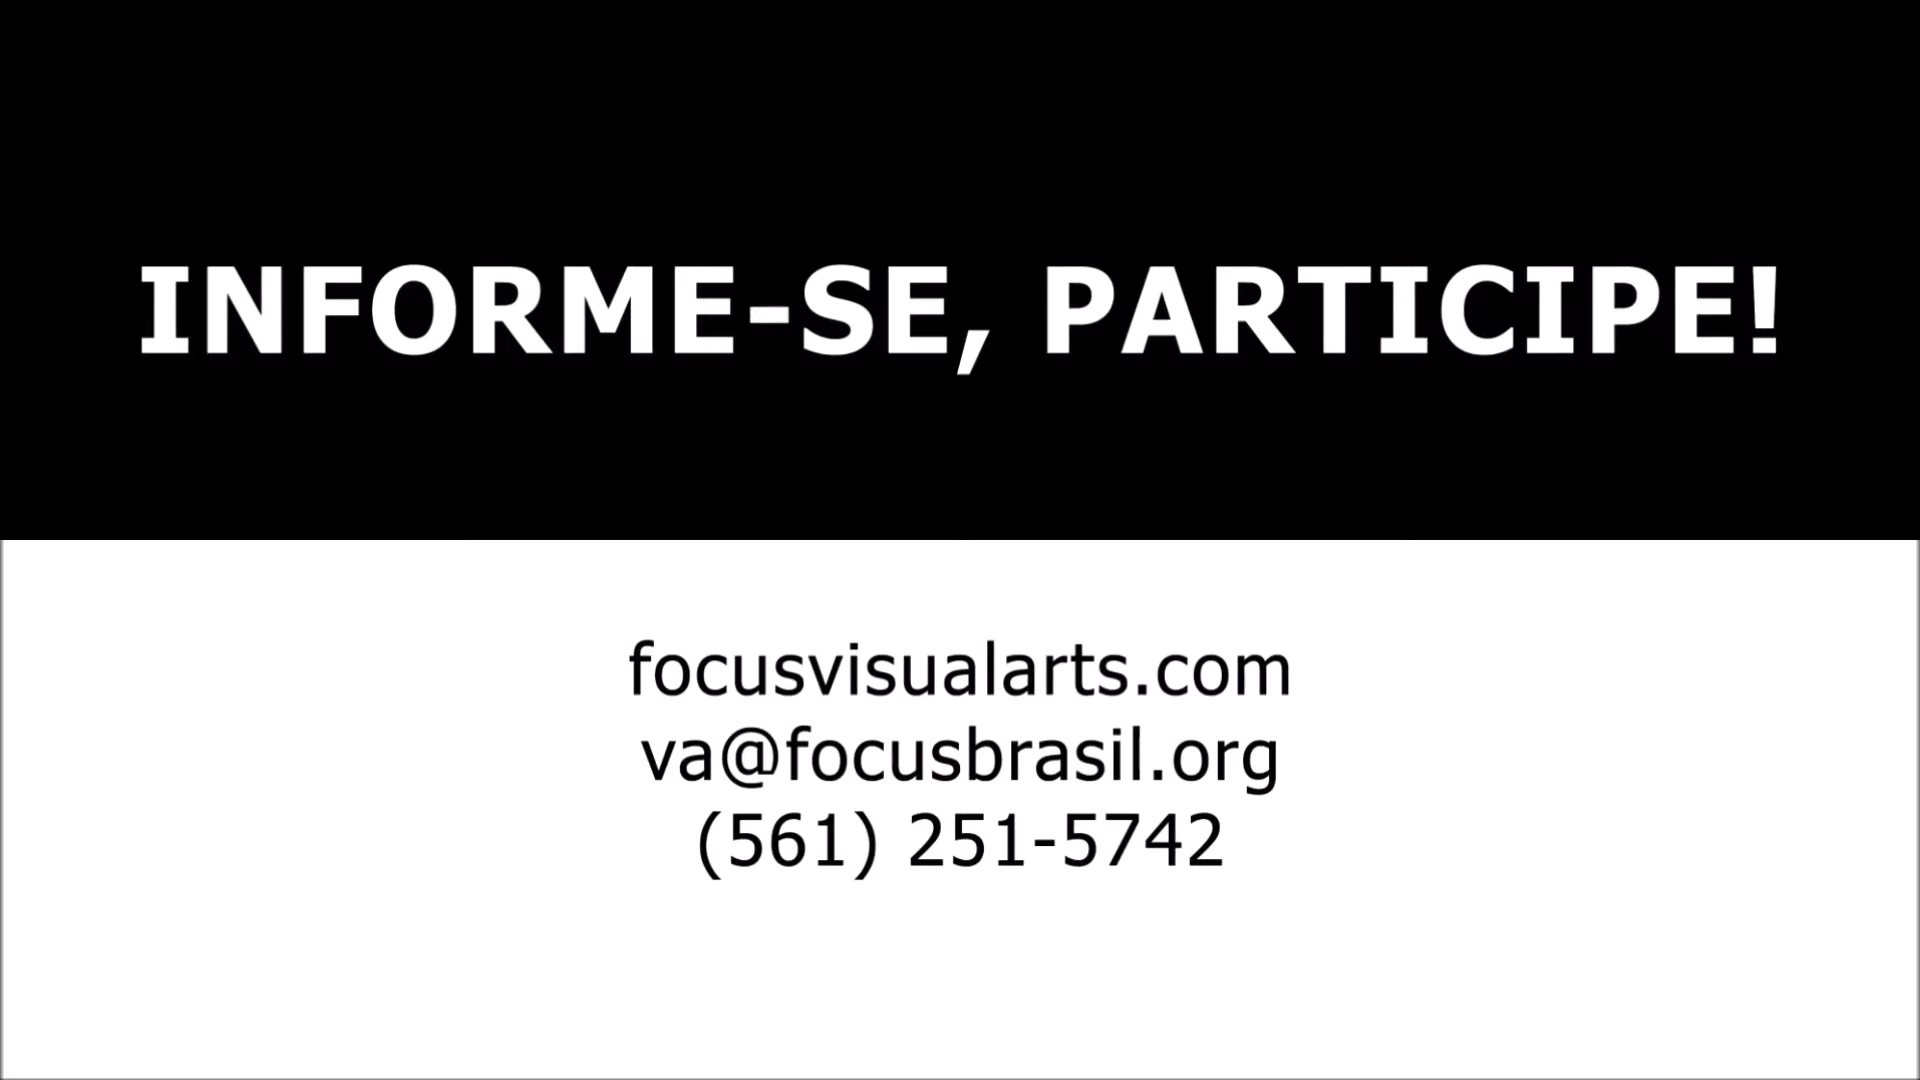 INFORME-SE, PARTICIPE!
focusvisualarts.com
va@focusbrasil.org
(561) 251-5742